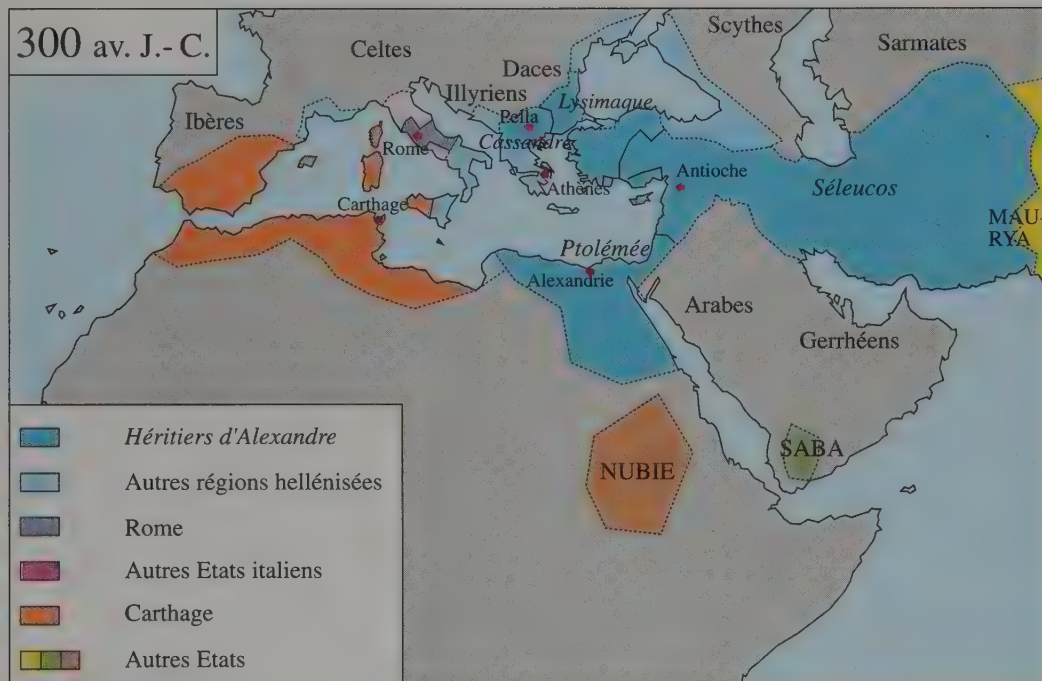 300 av. J.- C.
Celtes
Scythes
Sarmates
Daces
Illyriens
Lysimaque
Ibères
Pella
Cassandre
Rome
Athènes
Antioche
Séleucos
Carthage
MAU-
RYA
Ptolémée
Alexandrie
Arabes
Gerrhéens
SABA
NUBIE
Héritiers d'Alexandre
Autres régions hellénisées
Rome
Autres Etats italiens
Carthage
Autres Etats